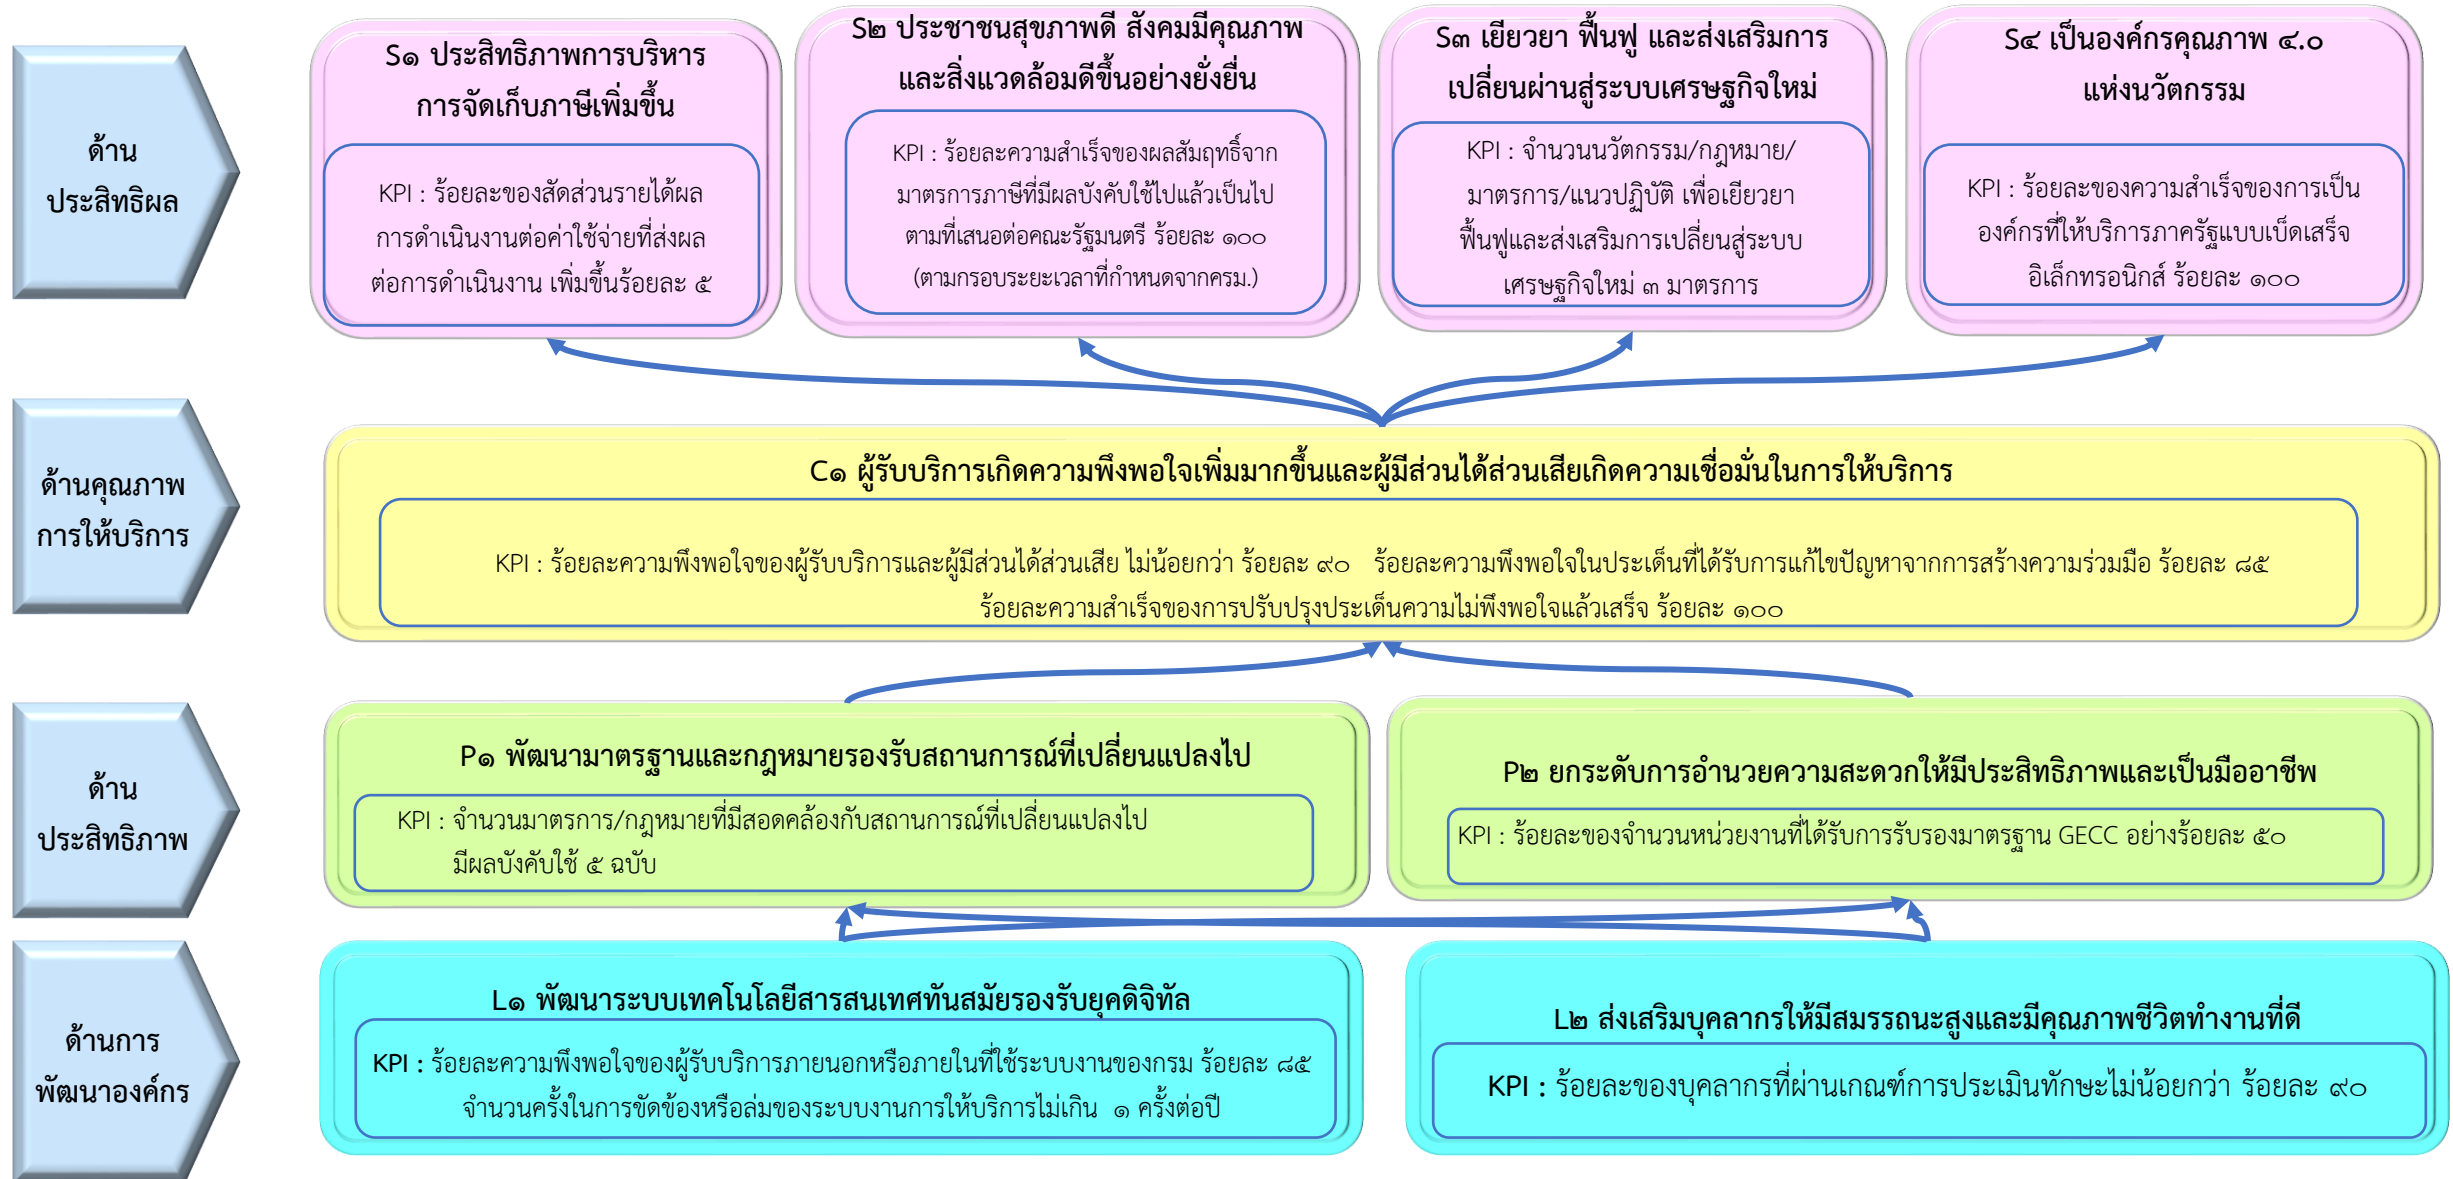 ด้าน
ประสิทธิผล
S๑ ประสิทธิภาพการบริหาร
การจัดเก็บภาษีเพิ่มขึ้น
KPI : ร้อยละของสัดส่วนรายได้ผล
การดำเนินงานต่อค่าใช้จ่ายที่ส่งผล
ต่อการดำเนินงาน เพิ่มขึ้นร้อยละ ๕
S๒ ประชาชนสุขภาพดี สังคมมีคุณภาพ
และสิ่งแวดล้อมดีขึ้นอย่างยั่งยืน
KPI : ร้อยละความสำเร็จของผลสัมฤทธิ์จาก
มาตรการภาษีที่มีผลบังคับใช้ไปแล้วเป็นไป
ตามที่เสนอต่อคณะรัฐมนตรี ร้อยละ ๑๐๐
(ตามกรอบระยะเวลาที่กำหนดจากครม.)
S๓ เยียวยา ฟื้นฟู และส่งเสริมการ
เปลี่ยนผ่านสู่ระบบเศรษฐกิจใหม่
KPI : จำนวนนวัตกรรม/กฎหมาย/
มาตรการ/แนวปฏิบัติ เพื่อเยียวยา
ฟื้นฟูและส่งเสริมการเปลี่ยนสู่ระบบ
เศรษฐกิจใหม่ ๓ มาตรการ
S๔ เป็นองค์กรคุณภาพ ๔.๐
แห่งนวัตกรรม
KPI : ร้อยละของความสำเร็จของการเป็น
องค์กรที่ให้บริการภาครัฐแบบเบ็ดเสร็จ
อิเล็กทรอนิกส์ ร้อยละ ๑๐๐
ด้านคุณภาพ
การให้บริการ
C๑ ผู้รับบริการเกิดความพึงพอใจเพิ่มมากขึ้นและผู้มีส่วนได้ส่วนเสียเกิดความเชื่อมั่นในการให้บริการ
KPI : ร้อยละความพึงพอใจของผู้รับบริการและผู้มีส่วนได้ส่วนเสีย ไม่น้อยกว่า ร้อยละ ๙๐ ร้อยละความพึงพอใจในประเด็นที่ได้รับการแก้ไขปัญหาจากการสร้างความร่วมมือ ร้อยละ ๘๕
ร้อยละความสำเร็จของการปรับปรุงประเด็นความไม่พึงพอใจแล้วเสร็จ ร้อยละ ๑๐๐
ด้าน
ประสิทธิภาพ
P๑ พัฒนามาตรฐานและกฎหมายรองรับสถานการณ์ที่เปลี่ยนแปลงไป
KPI : จำนวนมาตรการ/กฎหมายที่มีสอดคล้องกับสถานการณ์ที่เปลี่ยนแปลงไป
มีผลบังคับใช้ ๕ ฉบับ
P๒ ยกระดับการอำนวยความสะดวกให้มีประสิทธิภาพและเป็นมืออาชีพ
KPI : ร้อยละของจำนวนหน่วยงานที่ได้รับการรับรองมาตรฐาน GECC อย่างร้อยละ ๕๐
ด้านการ
พัฒนาองค์กร
L๑ พัฒนาระบบเทคโนโลยีสารสนเทศทันสมัยรองรับยุคดิจิทัล
KPI : ร้อยละความพึงพอใจของผู้รับบริการภายนอกหรือภายในที่ใช้ระบบงานของกรม ร้อยละ ๘๕
จำนวนครั้งในการขัดข้องหรือล่มของระบบงานการให้บริการไม่เกิน ๑ ครั้งต่อปี
L๒ ส่งเสริมบุคลากรให้มีสมรรถนะสูงและมีคุณภาพชีวิตทำงานที่ดี
KPI : ร้อยละของบุคลากรที่ผ่านเกณฑ์การประเมินทักษะไม่น้อยกว่า ร้อยละ ๙๐